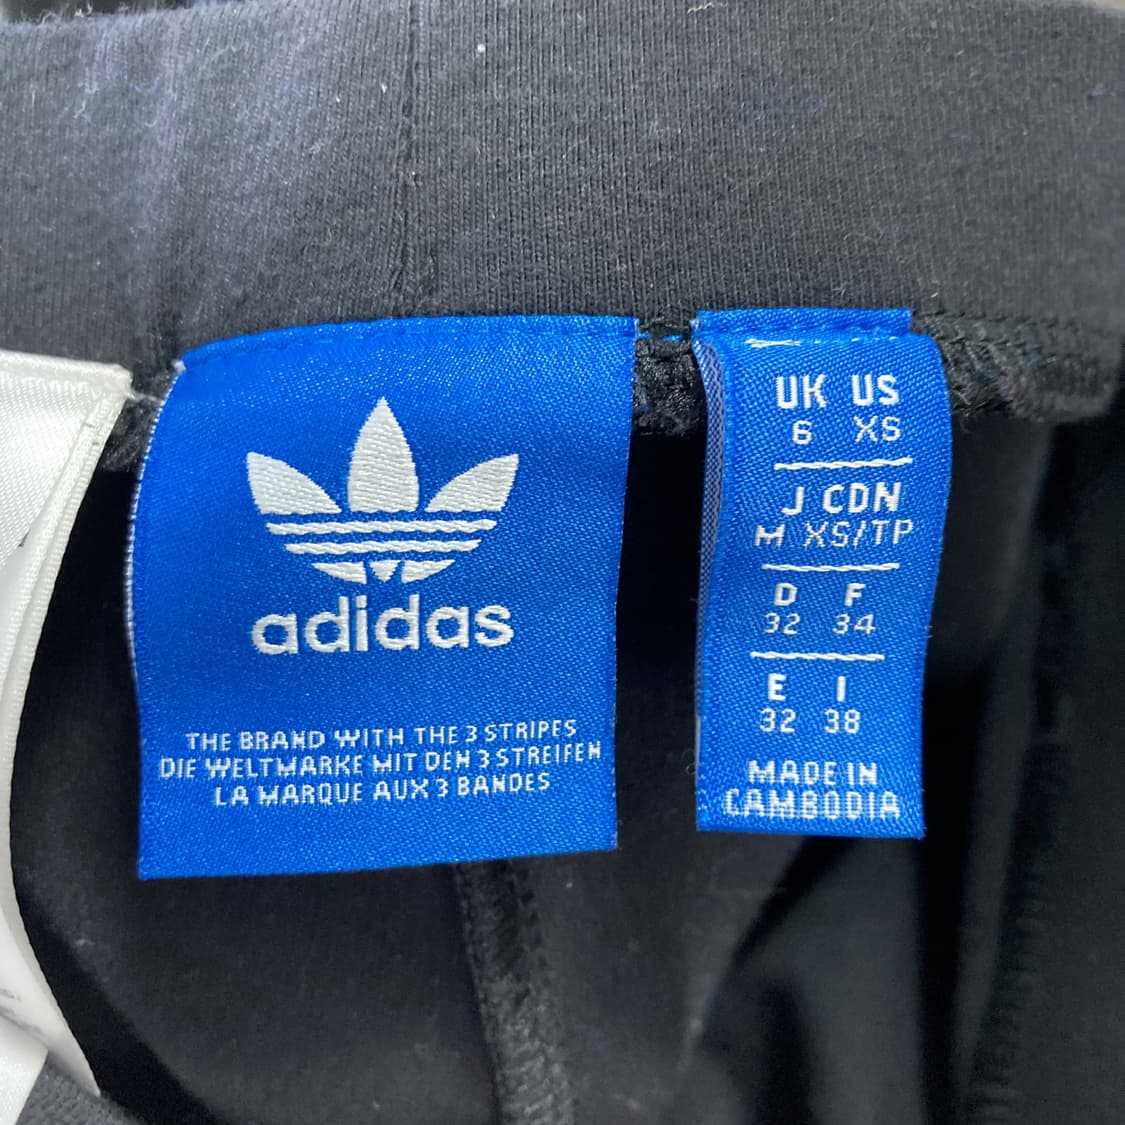 adidas
THE BRAND WITH THE 3 STRIPES
DIE WELTMARKE MIT DEN 3 STREIFEN
LA MARQUE AUX 3 BANDES
UK US
6 XS
J CDN
M XS/TP
D F
32 34
E I
32 38
MADE IN
CAMBODIA